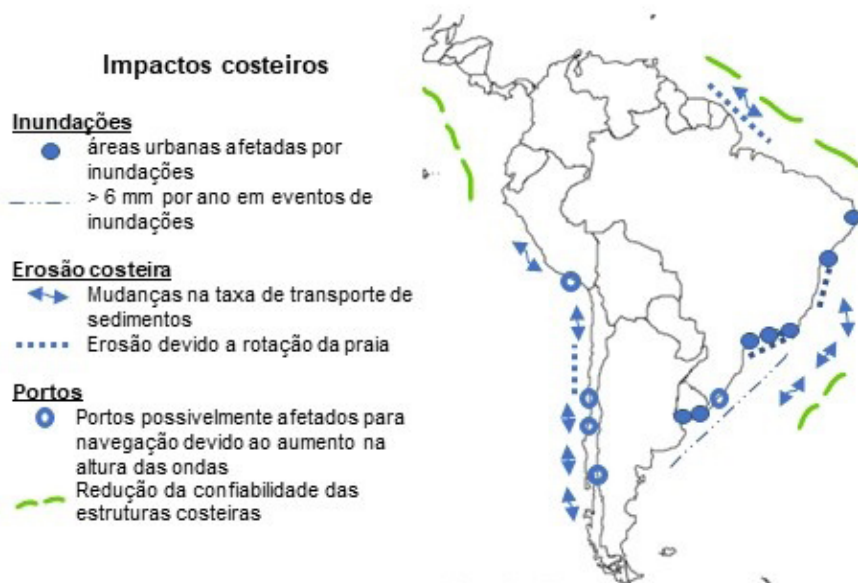 Impactos costeiros
Inundações
áreas urbanas afetadas por
inundações
> 6 mm por ano em eventos de
inundações
Erosão costeira
Mudanças na taxa de transporte de
sedimentos
Erosão devido a rotação da praia
Portos
Portos possivelmente afetados para
navegação devido ao aumento na
altura das ondas
Redução da confiabilidade das
estruturas costeiras